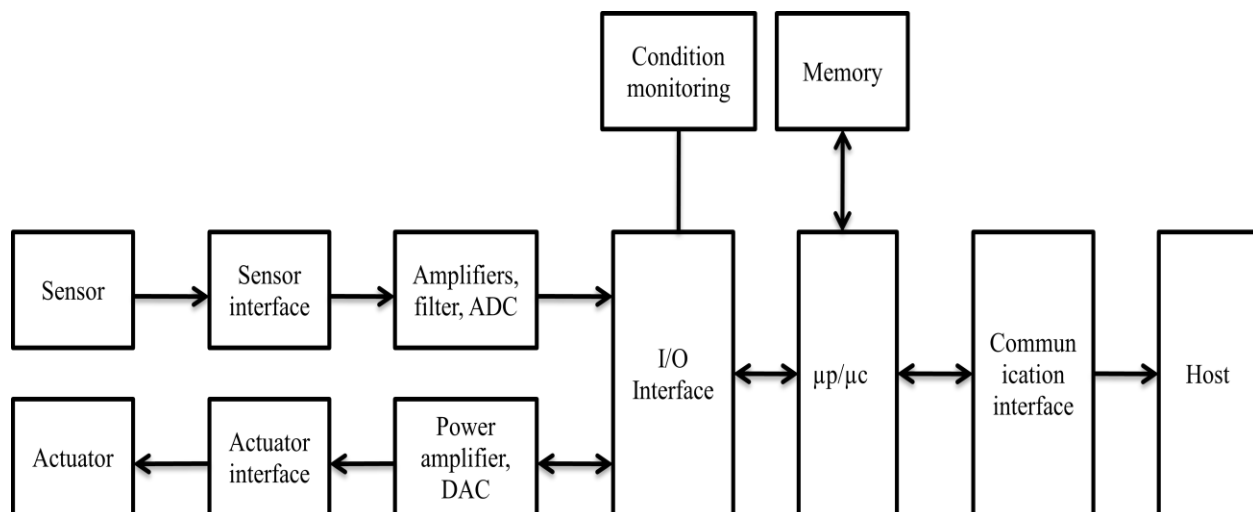 Condition
monitoring
Memory
Sensor
Sensor
interface
Amplifiers,
filter, ADC
I/O
Interface
µp/µc
Commun
ication
interface
Host
Actuator
Actuator
interface
Power
amplifier,
DAC